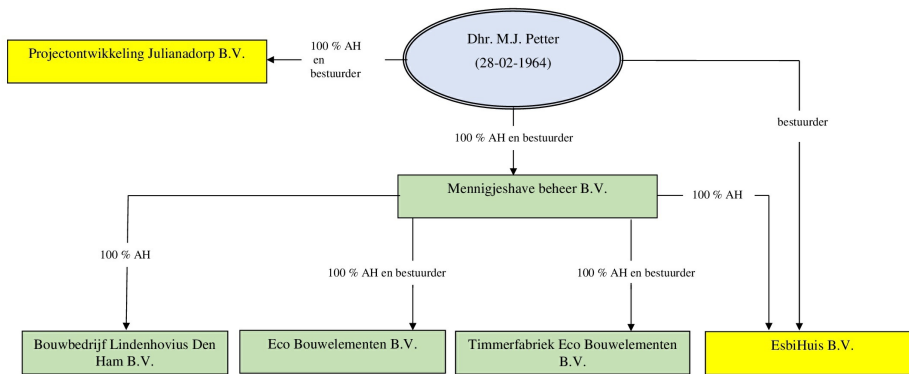 Dhr. M.J. Petter
(28-02-1964)
Projectontwikkeling Julianadorp B.V.
100 % AH
en
bestuurder
bestuurder
100 % AH en bestuurder
Mennigjeshave beheer B.V.
100 % AH
100 % AH
100 % AH en bestuurder
100 % AH en bestuurder
Bouwbedrijf Lindenhovius Den
Ham B.V.
Eco Bouwelementen B.V.
Timmerfabriek Eco Bouwelementen
B.V.
EsbiHuis B.V.